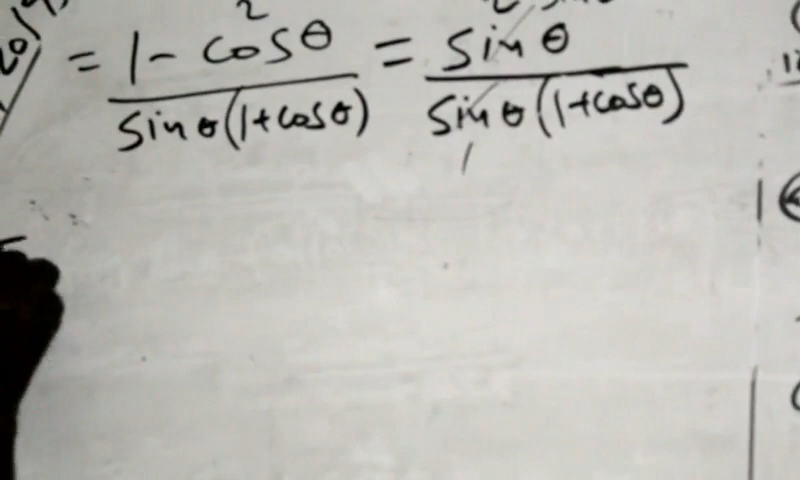 = 1 - cos²θ / sinθ(1+cosθ) = sin²θ / sinθ(1+cosθ)